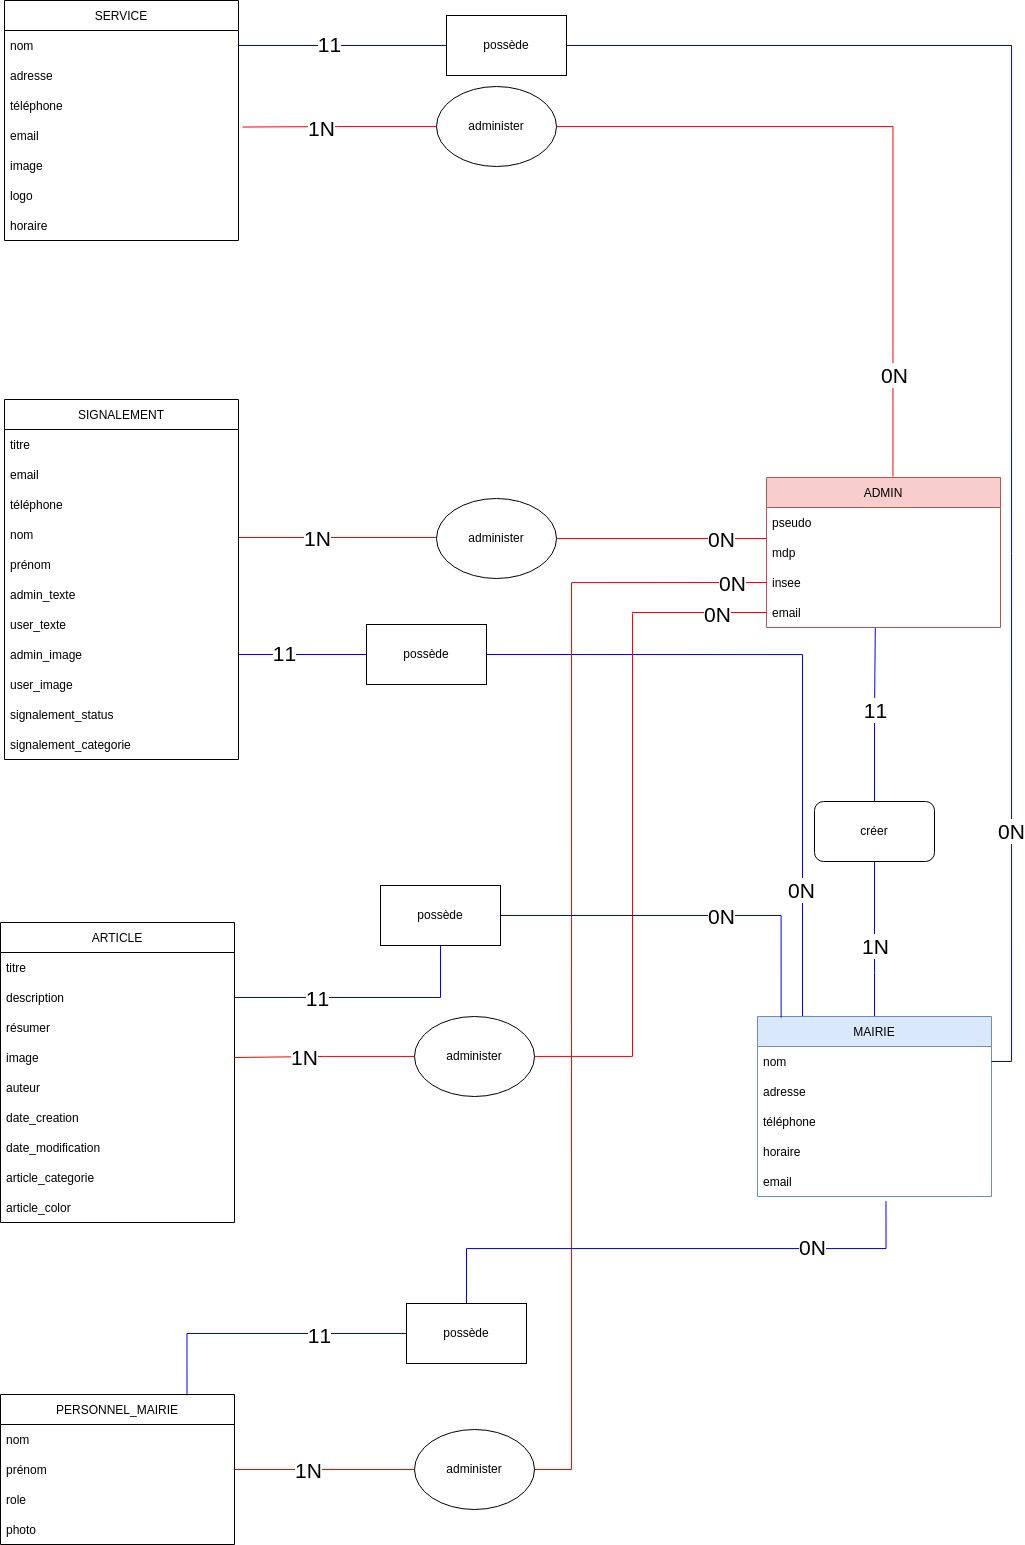 SERVICE
nom
adresse
téléphone
email
image
logo
horaire
11
possède
1N
administer
0N
SIGNALEMENT
titre
email
téléphone
nom
prénom
admin_texte
user_texte
admin_image
user_image
signalement_status
signalement_categorie
1N
administer
0N
0N
0N
11
possède
ADMIN
pseudo
mdp
insee
email
11
créer
0N
0N
1N
ARTICLE
titre
description
résumer
image
auteur
date_creation
date_modification
article_categorie
article_color
possède
0N
11
1N
administer
MAIRIE
nom
adresse
téléphone
horaire
email
0N
possède
11
PERSONNEL_MAIRIE
nom
prénom
role
photo
1N
administer